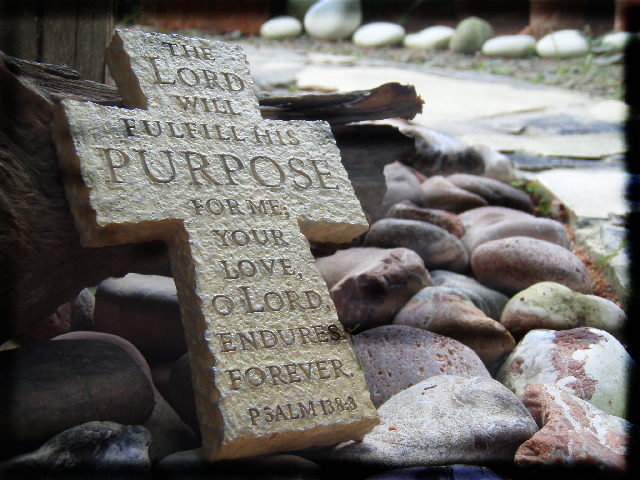 THE
LORD
WILL
FULFILL HIS
PURPOSE
FOR ME;
YOUR
LOVE,
O LORD,
ENDURES
FOREVER.
PSALM 138:8